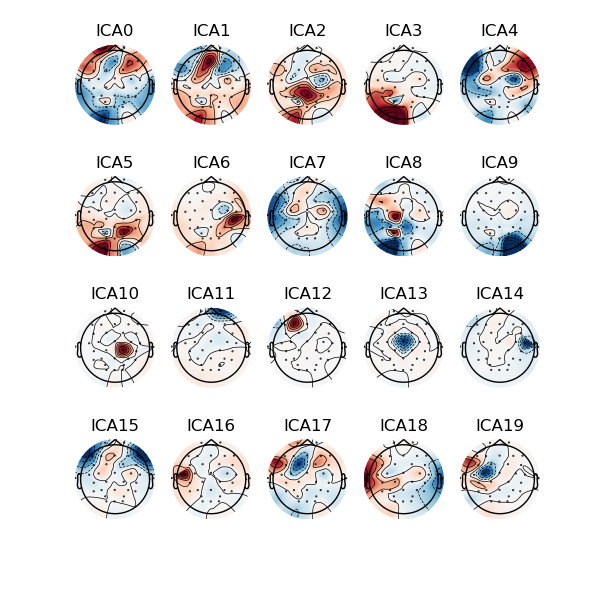 ICA0 ICA1 ICA2 ICA3 ICA4
ICA5 ICA6 ICA7 ICA8 ICA9
ICA10 ICA11 ICA12 ICA13 ICA14
ICA15 ICA16 ICA17 ICA18 ICA19